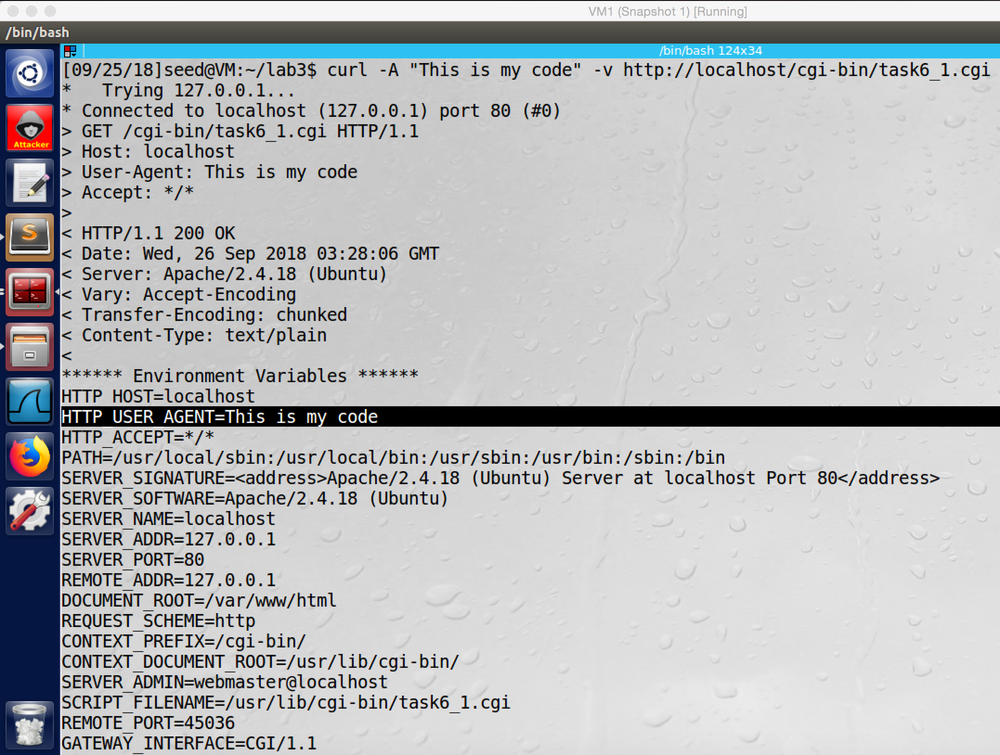 VM1 (Snapshot 1) [Running]
/bin/bash
/bin/bash 124x34
[09/25/18]seed@VM:~/lab3$ curl -A "This is my code" -v http://localhost/cgi-bin/task6_1.cgi
*   Trying 127.0.0.1...
* Connected to localhost (127.0.0.1) port 80 (#0)
> GET /cgi-bin/task6_1.cgi HTTP/1.1
> Host: localhost
> User-Agent: This is my code
> Accept: */*
>
< HTTP/1.1 200 OK
< Date: Wed, 26 Sep 2018 03:28:06 GMT
< Server: Apache/2.4.18 (Ubuntu)
< Vary: Accept-Encoding
< Transfer-Encoding: chunked
< Content-Type: text/plain
<
****** Environment Variables ******
HTTP_HOST=localhost
HTTP_USER_AGENT=This is my code
HTTP_ACCEPT=*/*
PATH=/usr/local/sbin:/usr/local/bin:/usr/sbin:/usr/bin:/sbin:/bin
SERVER_SIGNATURE=<address>Apache/2.4.18 (Ubuntu) Server at localhost Port 80</address>
SERVER_SOFTWARE=Apache/2.4.18 (Ubuntu)
SERVER_NAME=localhost
SERVER_ADDR=127.0.0.1
SERVER_PORT=80
REMOTE_ADDR=127.0.0.1
DOCUMENT_ROOT=/var/www/html
REQUEST_SCHEME=http
CONTEXT_PREFIX=/cgi-bin/
CONTEXT_DOCUMENT_ROOT=/usr/lib/cgi-bin/
SERVER_ADMIN=webmaster@localhost
SCRIPT_FILENAME=/usr/lib/cgi-bin/task6_1.cgi
REMOTE_PORT=45036
GATEWAY_INTERFACE=CGI/1.1
Attacker